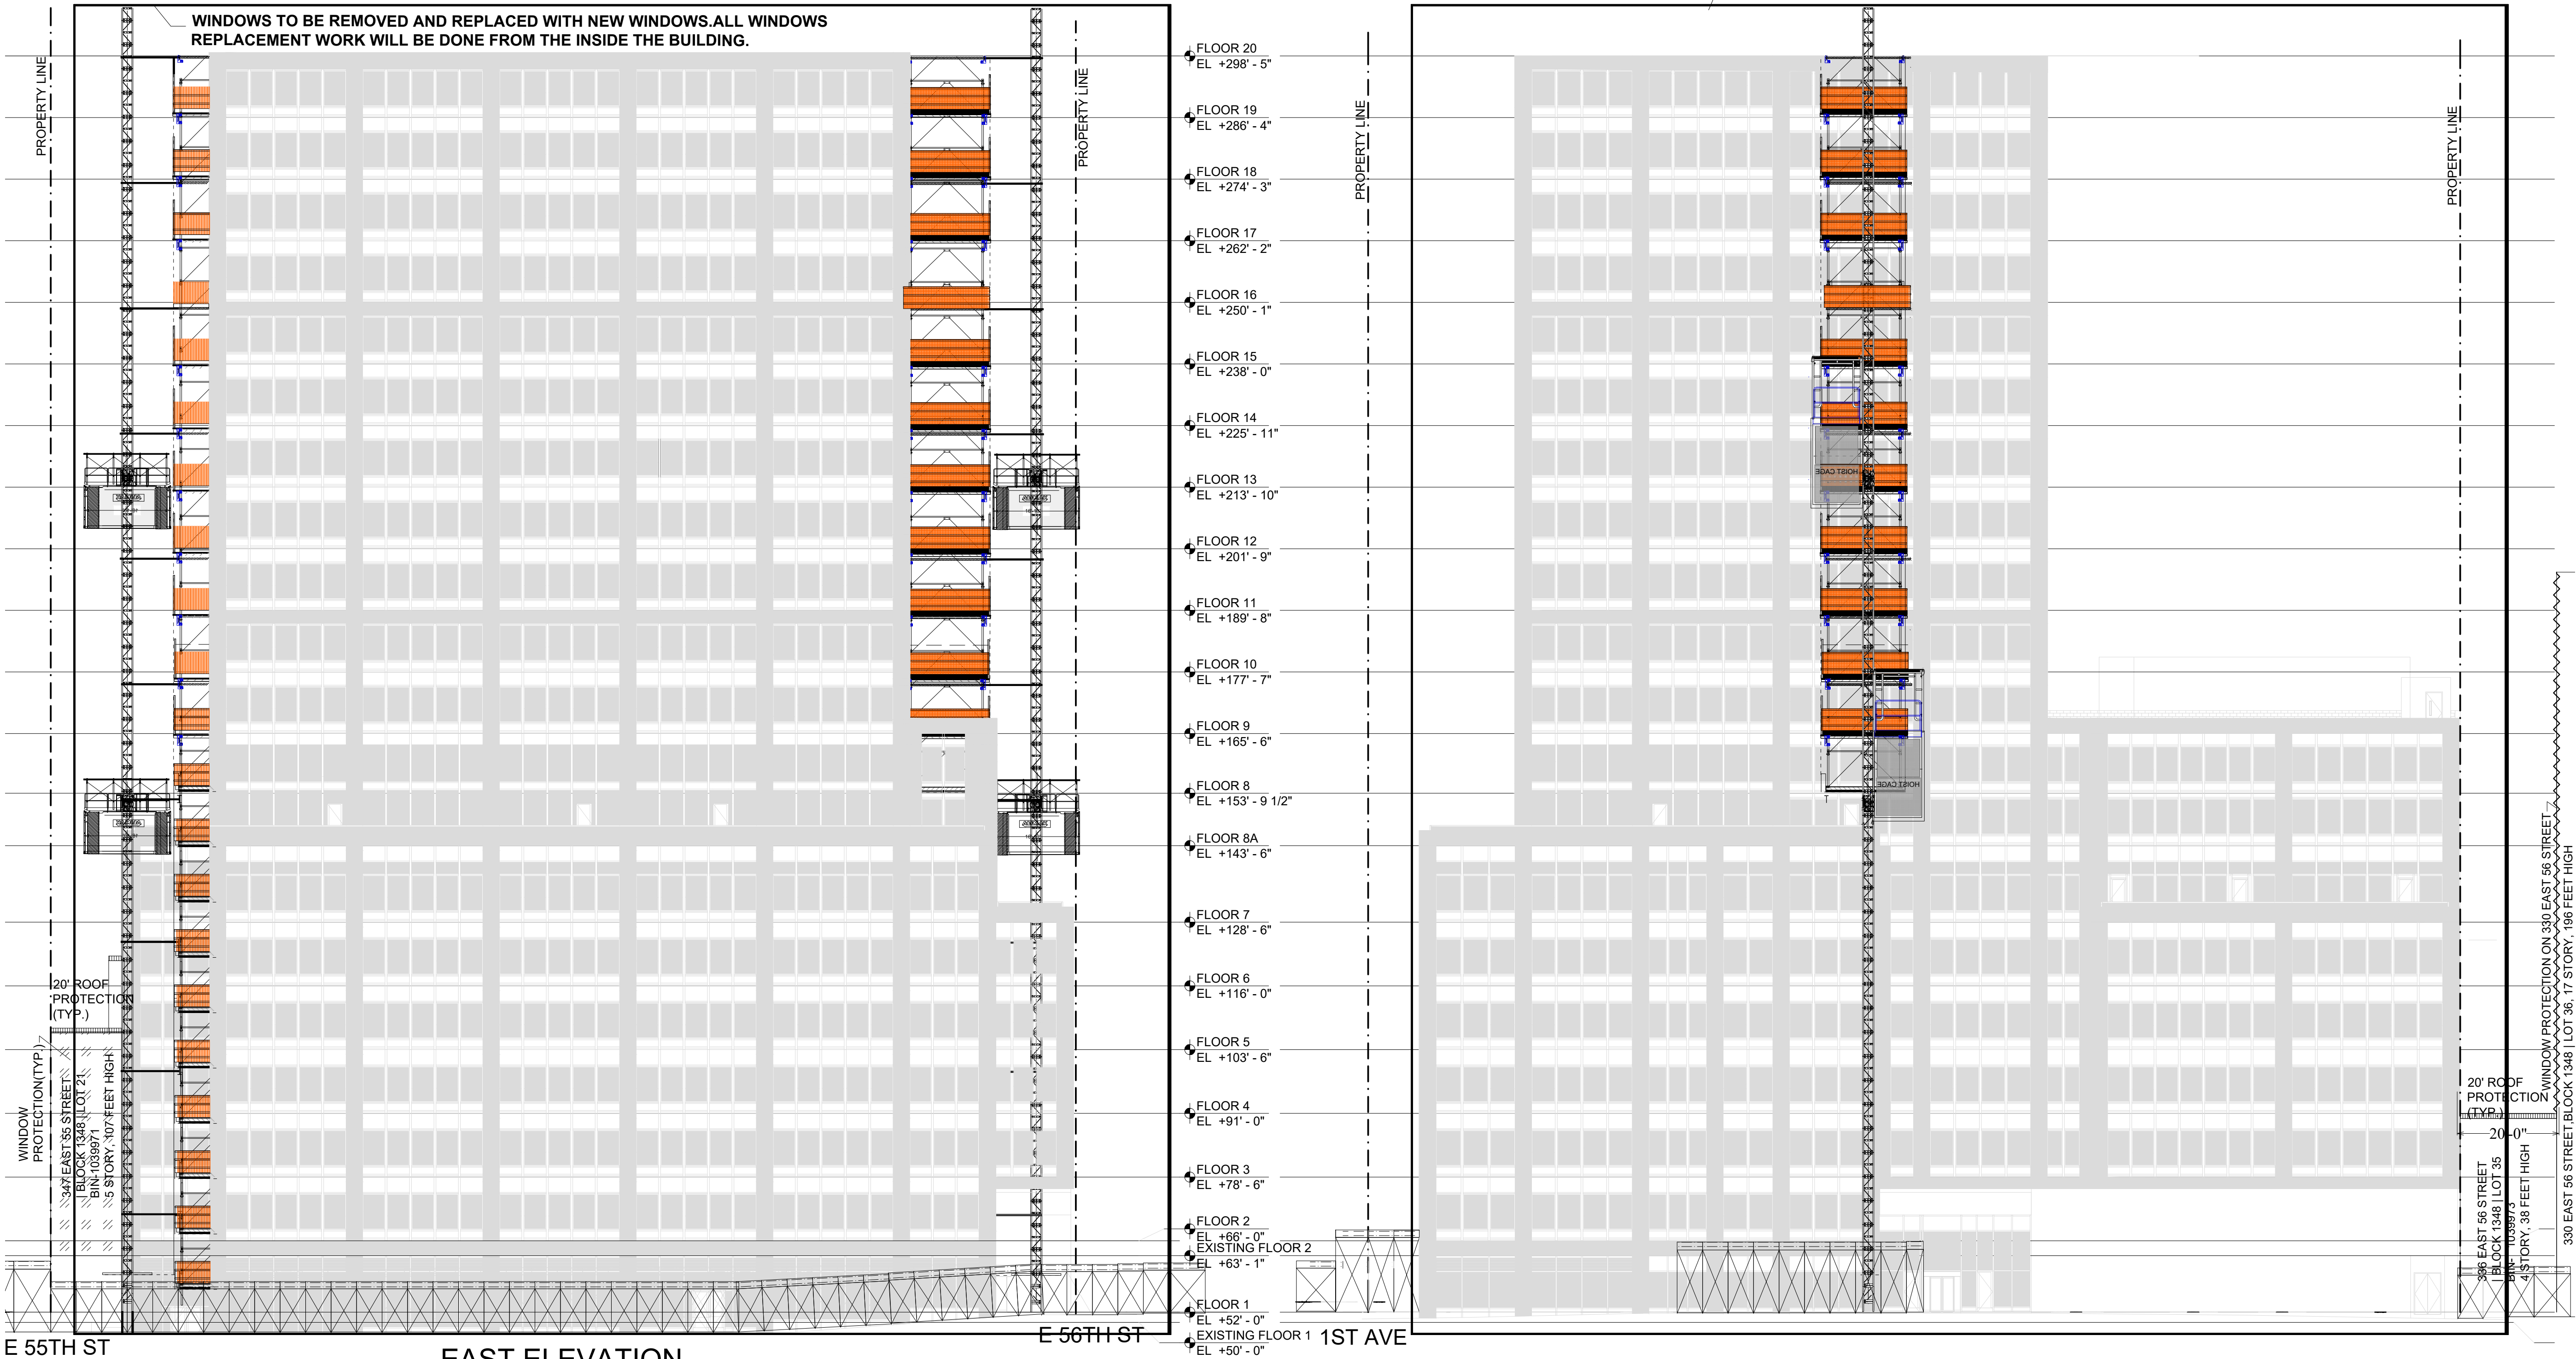 WINDOWS TO BE REMOVED AND REPLACED WITH NEW WINDOWS.ALL WINDOWS
REPLACEMENT WORK WILL BE DONE FROM THE INSIDE THE BUILDING.
PROPERTY LINE
PROPERTY LINE
FLOOR 20
EL +298' - 5"
FLOOR 19
EL +286' - 4"
FLOOR 18
EL +274' - 3"
FLOOR 17
EL +262' - 2"
FLOOR 16
EL +250' - 1"
FLOOR 15
EL +238' - 0"
FLOOR 14
EL +225' - 11"
FLOOR 13
EL +213' - 10"
FLOOR 12
EL +201' - 9"
FLOOR 11
EL +189' - 8"
FLOOR 10
EL +177' - 7"
FLOOR 9
EL +165' - 6"
FLOOR 8
EL +153' - 9 1/2"
FLOOR 8A
EL +143' - 6"
FLOOR 7
EL +128' - 6"
FLOOR 6
EL +116' - 0"
FLOOR 5
EL +103' - 6"
FLOOR 4
EL +91' - 0"
FLOOR 3
EL +78' - 6"
FLOOR 2
EL +66' - 0"
EXISTING FLOOR 2
EL +63' - 1"
FLOOR 1
EL +52' - 0"
EXISTING FLOOR 1
EL +50' - 0"
20' ROOF
PROTECTION
(TYP.)
WINDOW
PROTECTION(TYP.)
347 EAST 55 STREET
| BLOCK 1348 | LOT 21
BIN-1039971
5 STORY, 107 FEET HIGH
E 55TH ST
EAST ELEVATION
E 56TH ST
1ST AVE
PROPERTY LINE
PROPERTY LINE
HOIST CAGE
HOIST CAGE
20' ROOF
PROTECTION
(TYP.)
20'-0"
336 EAST 56 STREET
| BLOCK 1348 | LOT 35
BIN- 1039973
4 STORY, 38 FEET HIGH
WINDOW PROTECTION ON 330 EAST 56 STREET
330 EAST 56 STREET,BLOCK 1348 | LOT 36, 17 STORY, 196 FEET HIGH